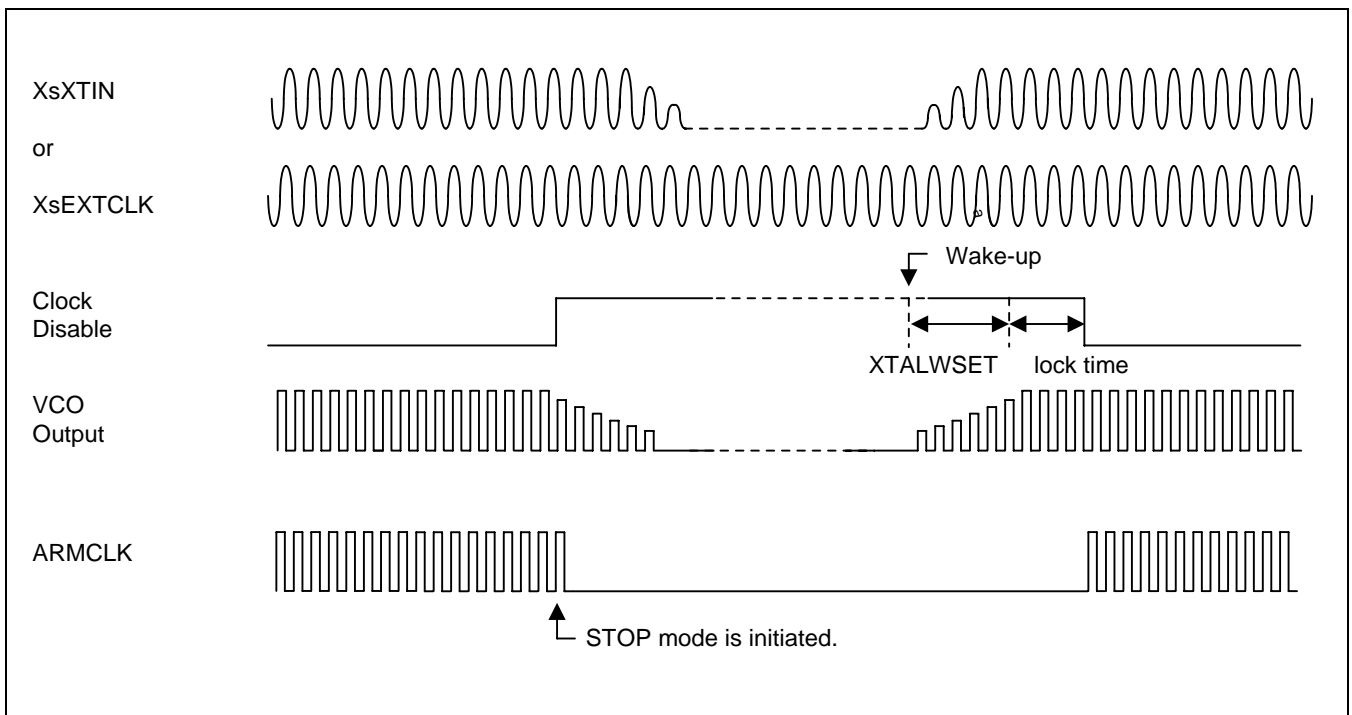 XsXTIN
or
XsEXTCLK
a
Wake-up
Clock
Disable
XTALWSET
lock time
VCO
Output
ARMCLK
STOP mode is initiated.